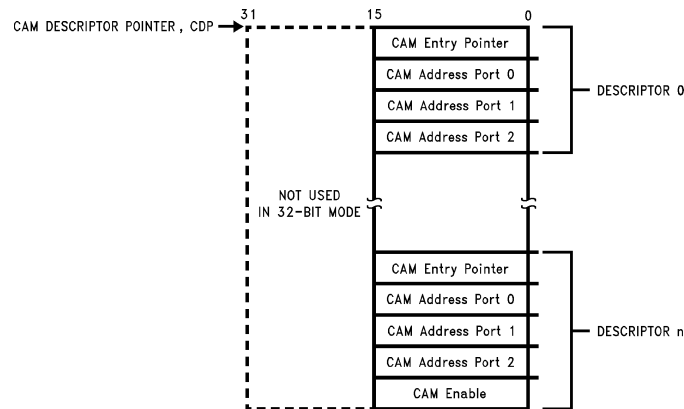 31 15 0
CAM DESCRIPTOR POINTER, CDP
CAM Entry Pointer
CAM Address Port 0
CAM Address Port 1
CAM Address Port 2
DESCRIPTOR 0
NOT USED
IN 32-BIT MODE
CAM Entry Pointer
CAM Address Port 0
CAM Address Port 1
CAM Address Port 2
CAM Enable
DESCRIPTOR n